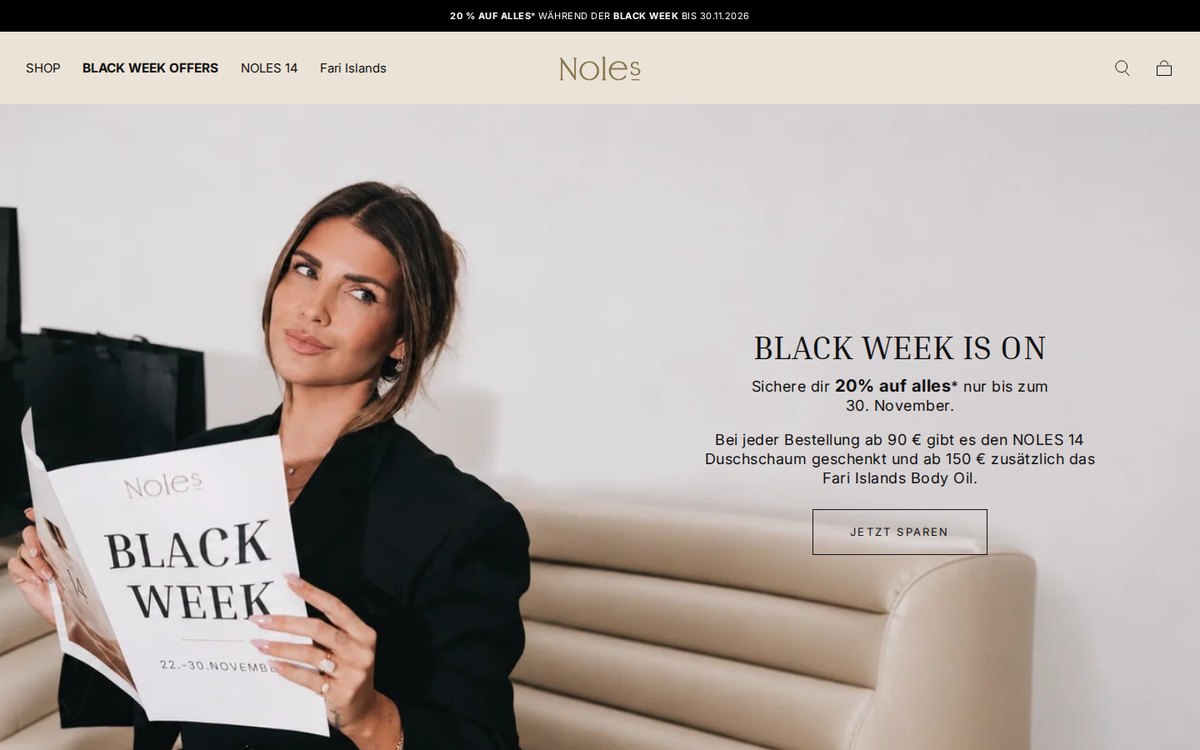 20 % AUF ALLES* WÄHREND DER BLACK WEEK BIS 30.11.2026
SHOP BLACK WEEK OFFERS NOLES 14 Fari Islands
Noles
BLACK WEEK IS ON
Sichere dir 20% auf alles* nur bis zum
30. November.
Bei jeder Bestellung ab 90 € gibt es den NOLES 14
Duschschaum geschenkt und ab 150 € zusätzlich das
Fari Islands Body Oil.
JETZT SPAREN
Noles
BLACK
WEEK
14
22.-30.NOVEMBE